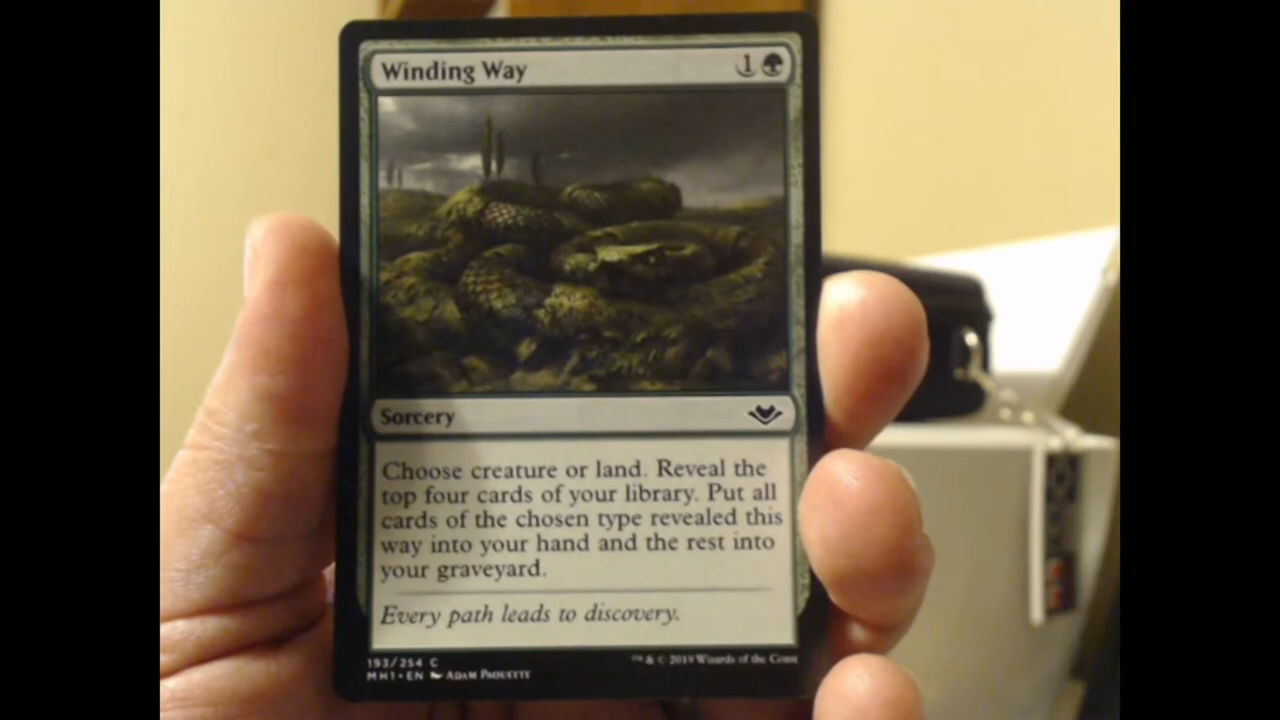 Winding Way 1
Sorcery
Choose creature or land. Reveal the
top four cards of your library. Put all
cards of the chosen type revealed this
way into your hand and the rest into
your graveyard.
Every path leads to discovery.
193/254 C
MH1 • EN ADAM PAQUETTE
™ & © 2019 Wizards of the Coast